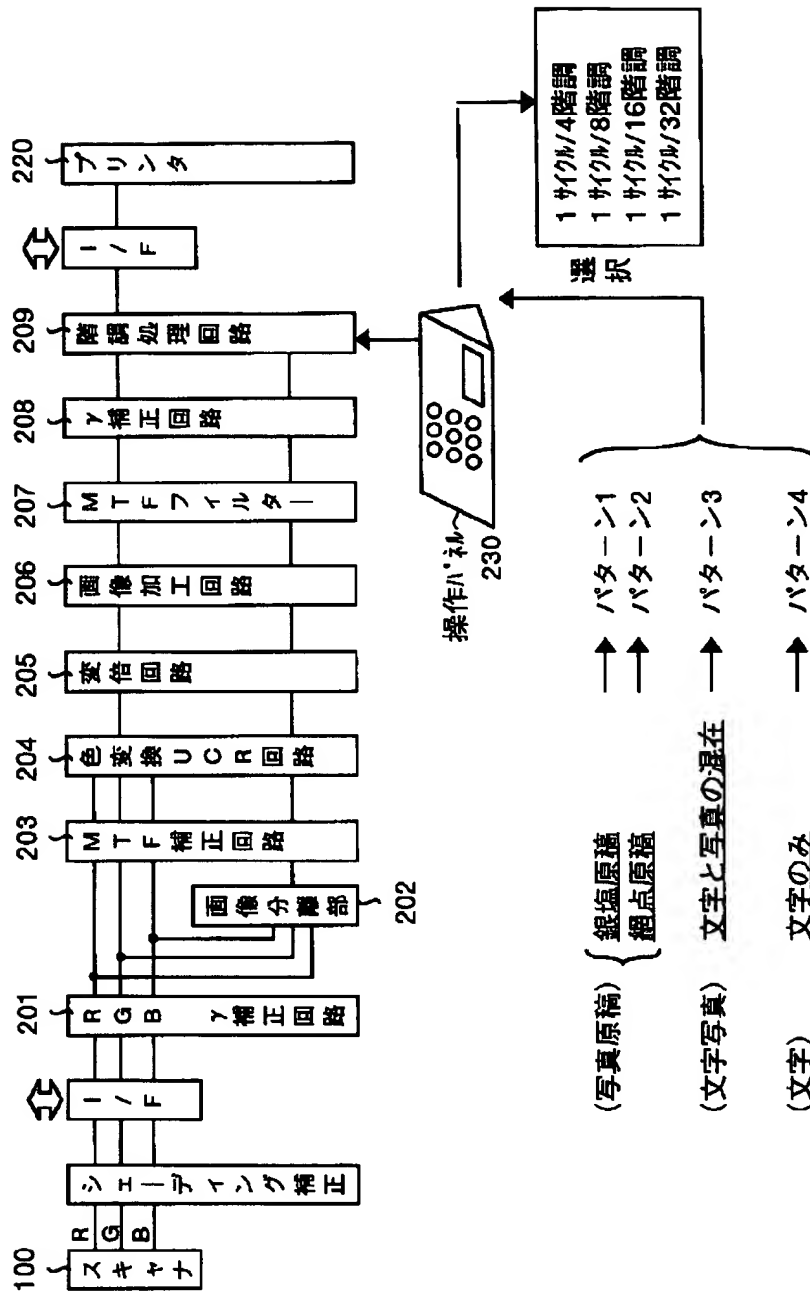 100
スキャナ
R
G
B
シェーディング補正
I/F
201
RGB γ補正回路
画像分離部
202
203
MTF補正回路
204
色変換UCR回路
205
変倍回路
206
画像加工回路
207
MTFフィルター
208
γ補正回路
209
階調処理回路
I/F
220
プリンタ
操作パネル
230
選択
1 サイクル/4階調
1 サイクル/8階調
1 サイクル/16階調
1 サイクル/32階調
(写真原稿) 銀塩原稿 → パターン1
網点原稿 → パターン2
(文字写真) 文字と写真の混在 → パターン3
(文字) 文字のみ → パターン4